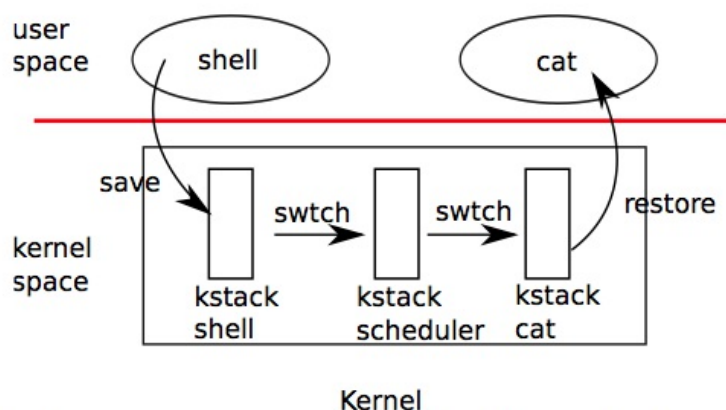 user
space
shell
cat
save
swtch
swtch
restore
kernel
space
kstack
shell
kstack
scheduler
kstack
cat
Kernel